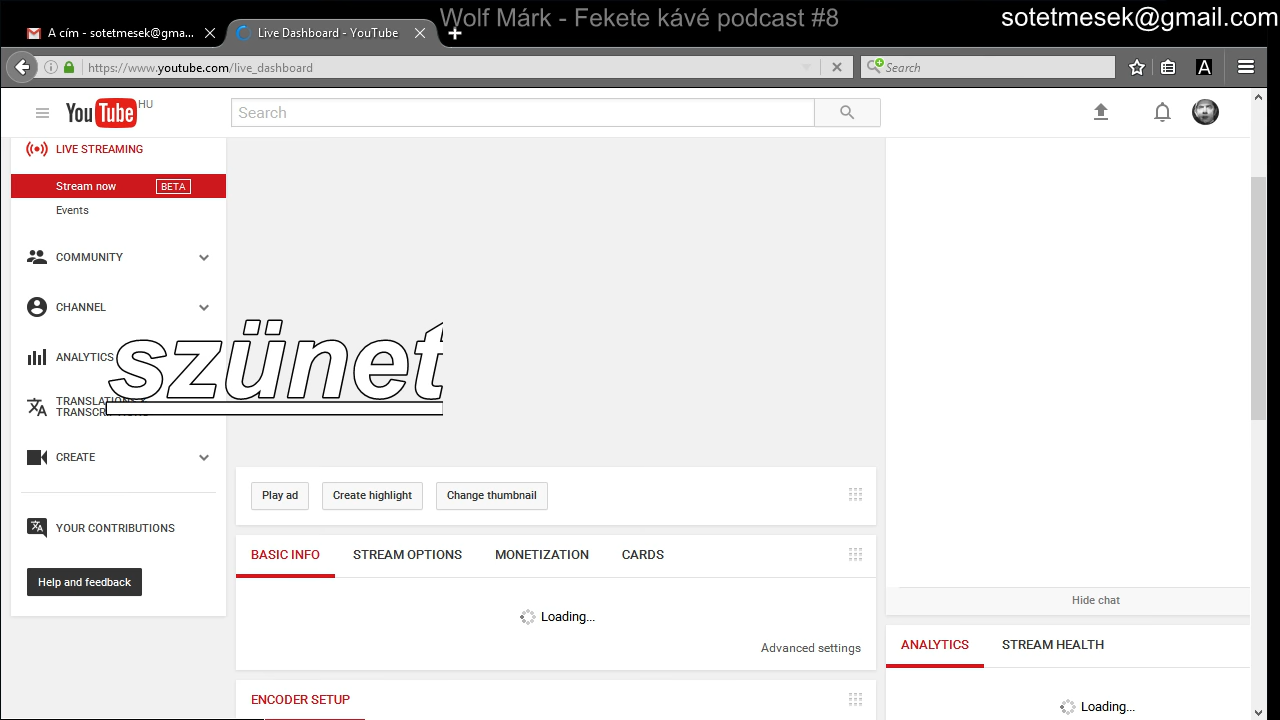 Wolf Márk - Fekete kávé podcast #8
sotetmesek@gmail.com
A cím - sotetmesek@gma...
Live Dashboard - YouTube
https://www.youtube.com/live_dashboard
Search
YouTube HU
Search
LIVE STREAMING
Stream now BETA
Events
COMMUNITY
CHANNEL
ANALYTICS
szünet
CREATE
YOUR CONTRIBUTIONS
Help and feedback
Play ad
Create highlight
Change thumbnail
BASIC INFO
STREAM OPTIONS
MONETIZATION
CARDS
Loading...
Advanced settings
ENCODER SETUP
Hide chat
ANALYTICS
STREAM HEALTH
Loading...